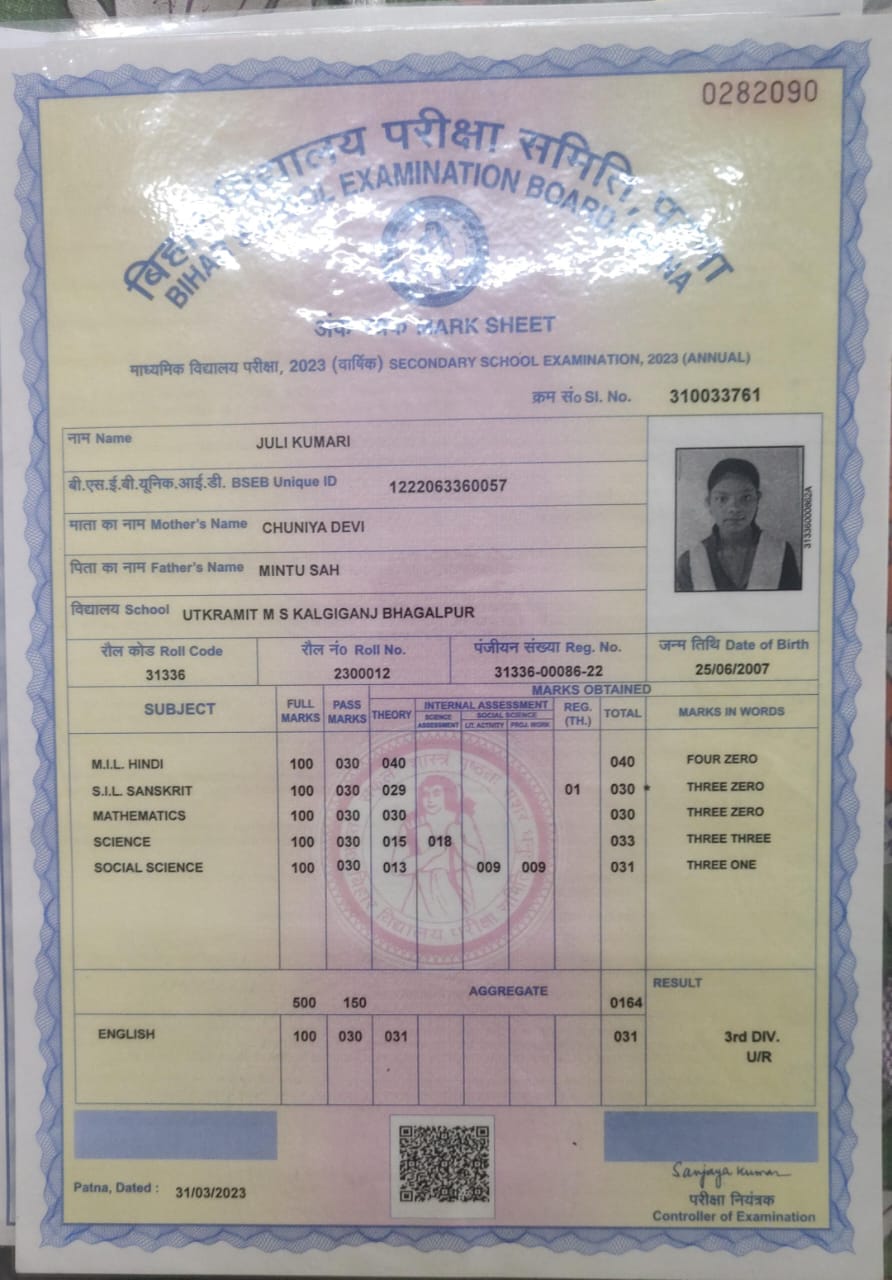 0282090
विद्यालय परीक्षा समिति,
EXAMINATION BOARD,
MARK SHEET
माध्यमिक विद्यालय परीक्षा, 2023 (वार्षिक) SECONDARY SCHOOL EXAMINATION, 2023 (ANNUAL)
क्रम सं० Sl. No. 310033761
नाम Name JULI KUMARI
बी.एस.ई.बी.यूनिक.आई.डी. BSEB Unique ID 1222063360057
माता का नाम Mother's Name CHUNIYA DEVI
पिता का नाम Father's Name MINTU SAH
विद्यालय School UTKRAMIT M S KALGIGANJ BHAGALPUR
31336000862A
रौल कोड Roll Code रौल नं० Roll No. पंजीयन संख्या Reg. No. जन्म तिथि Date of Birth
31336 2300012 31336-00086-22 25/06/2007
MARKS OBTAINED
SUBJECT FULL MARKS PASS MARKS THEORY INTERNAL ASSESSMENT REG. (TH.) TOTAL MARKS IN WORDS
SCIENCE ASSESSMENT SOCIAL SCIENCE
LIT. ACTIVITY PROJ. WORK
M.I.L. HINDI 100 030 040 040 FOUR ZERO
S.I.L. SANSKRIT 100 030 029 01 030 * THREE ZERO
MATHEMATICS 100 030 030 030 THREE ZERO
SCIENCE 100 030 015 018 033 THREE THREE
SOCIAL SCIENCE 100 030 013 009 009 031 THREE ONE
बिहार विद्यालय परीक्षा समिति
500 150 AGGREGATE 0164 RESULT
ENGLISH 100 030 031 031 3rd DIV.
U/R
Patna, Dated : 31/03/2023
Sanjaya Kumar
परीक्षा नियंत्रक
Controller of Examination